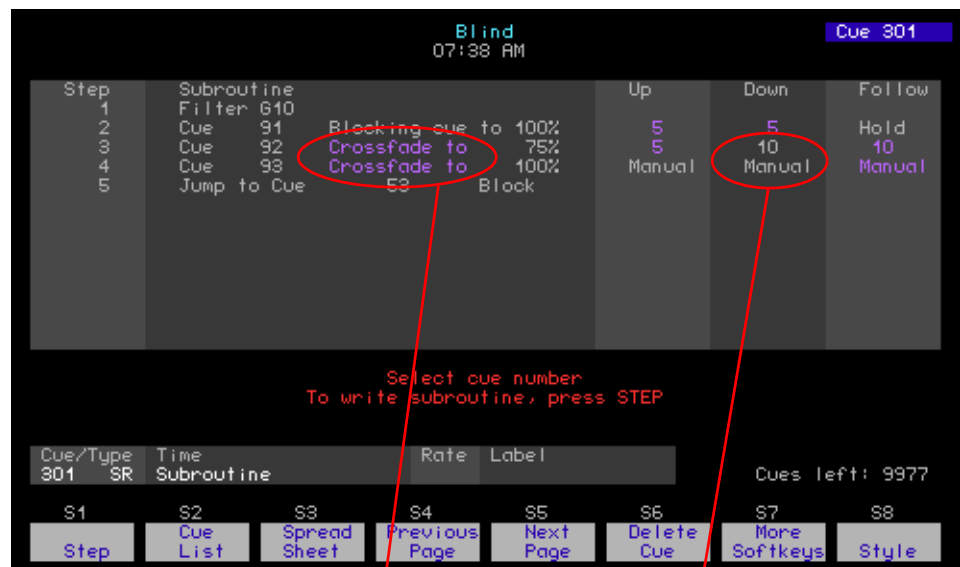 Blind
07:38 AM
Cue 301
Step Subroutine Up Down Follow
1 Filter G10
2 Cue 91 Blocking cue to 100% 5 5 Hold
3 Cue 92 Crossfade to 75% 5 10 10
4 Cue 93 Crossfade to 100% Manual Manual Manual
5 Jump to Cue 53 Block
Select cue number
To write subroutine, press STEP
Cue/Type Time Rate Label
301 SR Subroutine Cues left: 9977
S1 S2 S3 S4 S5 S6 S7 S8
Cue Spread Previous Next Delete More
Step List Sheet Page Page Cue Softkeys Style